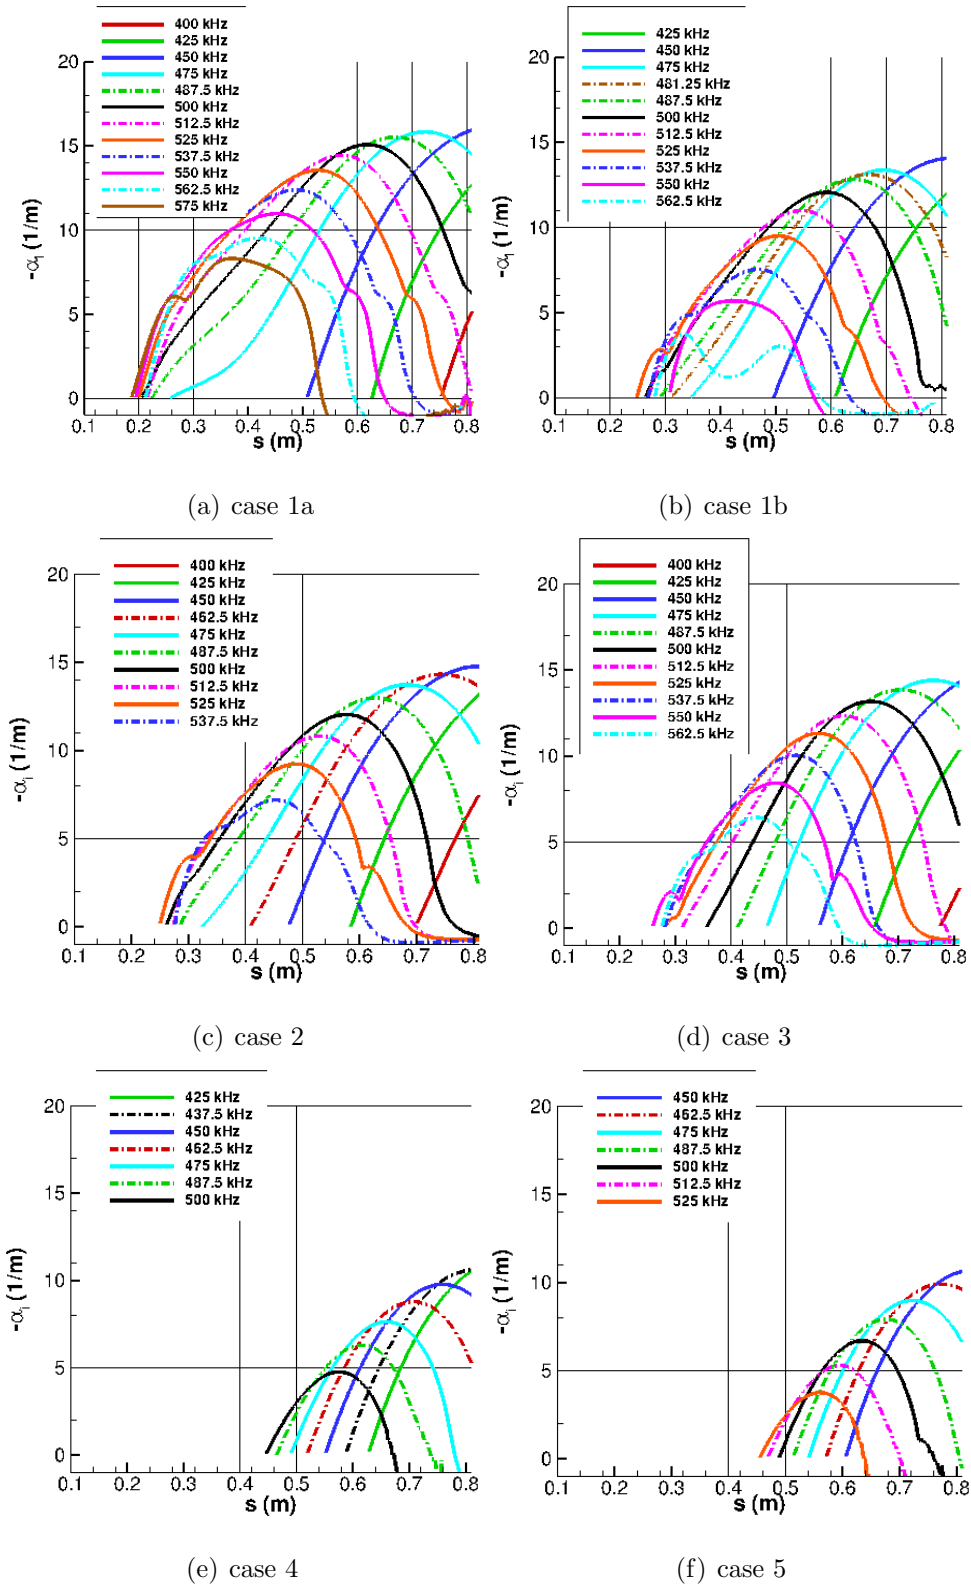 400 kHz
425 kHz
450 kHz
475 kHz
487.5 kHz
500 kHz
512.5 kHz
525 kHz
537.5 kHz
550 kHz
562.5 kHz
575 kHz
20
15
10
5
0
-αi (1/m)
0.1 0.2 0.3 0.4 0.5 0.6 0.7 0.8
s (m)
(a) case 1a
425 kHz
450 kHz
475 kHz
481.25 kHz
487.5 kHz
500 kHz
512.5 kHz
525 kHz
537.5 kHz
550 kHz
562.5 kHz
20
15
10
5
0
-αi (1/m)
0.1 0.2 0.3 0.4 0.5 0.6 0.7 0.8
s (m)
(b) case 1b
400 kHz
425 kHz
450 kHz
462.5 kHz
475 kHz
487.5 kHz
500 kHz
512.5 kHz
525 kHz
537.5 kHz
20
15
10
5
0
-αi (1/m)
0.1 0.2 0.3 0.4 0.5 0.6 0.7 0.8
s (m)
(c) case 2
400 kHz
425 kHz
450 kHz
475 kHz
487.5 kHz
500 kHz
512.5 kHz
525 kHz
537.5 kHz
550 kHz
562.5 kHz
20
15
10
5
0
-αi (1/m)
0.1 0.2 0.3 0.4 0.5 0.6 0.7 0.8
s (m)
(d) case 3
425 kHz
437.5 kHz
450 kHz
462.5 kHz
475 kHz
487.5 kHz
500 kHz
20
15
10
5
0
-αi (1/m)
0.1 0.2 0.3 0.4 0.5 0.6 0.7 0.8
s (m)
(e) case 4
450 kHz
462.5 kHz
475 kHz
487.5 kHz
500 kHz
512.5 kHz
525 kHz
20
15
10
5
0
-αi (1/m)
0.1 0.2 0.3 0.4 0.5 0.6 0.7 0.8
s (m)
(f) case 5